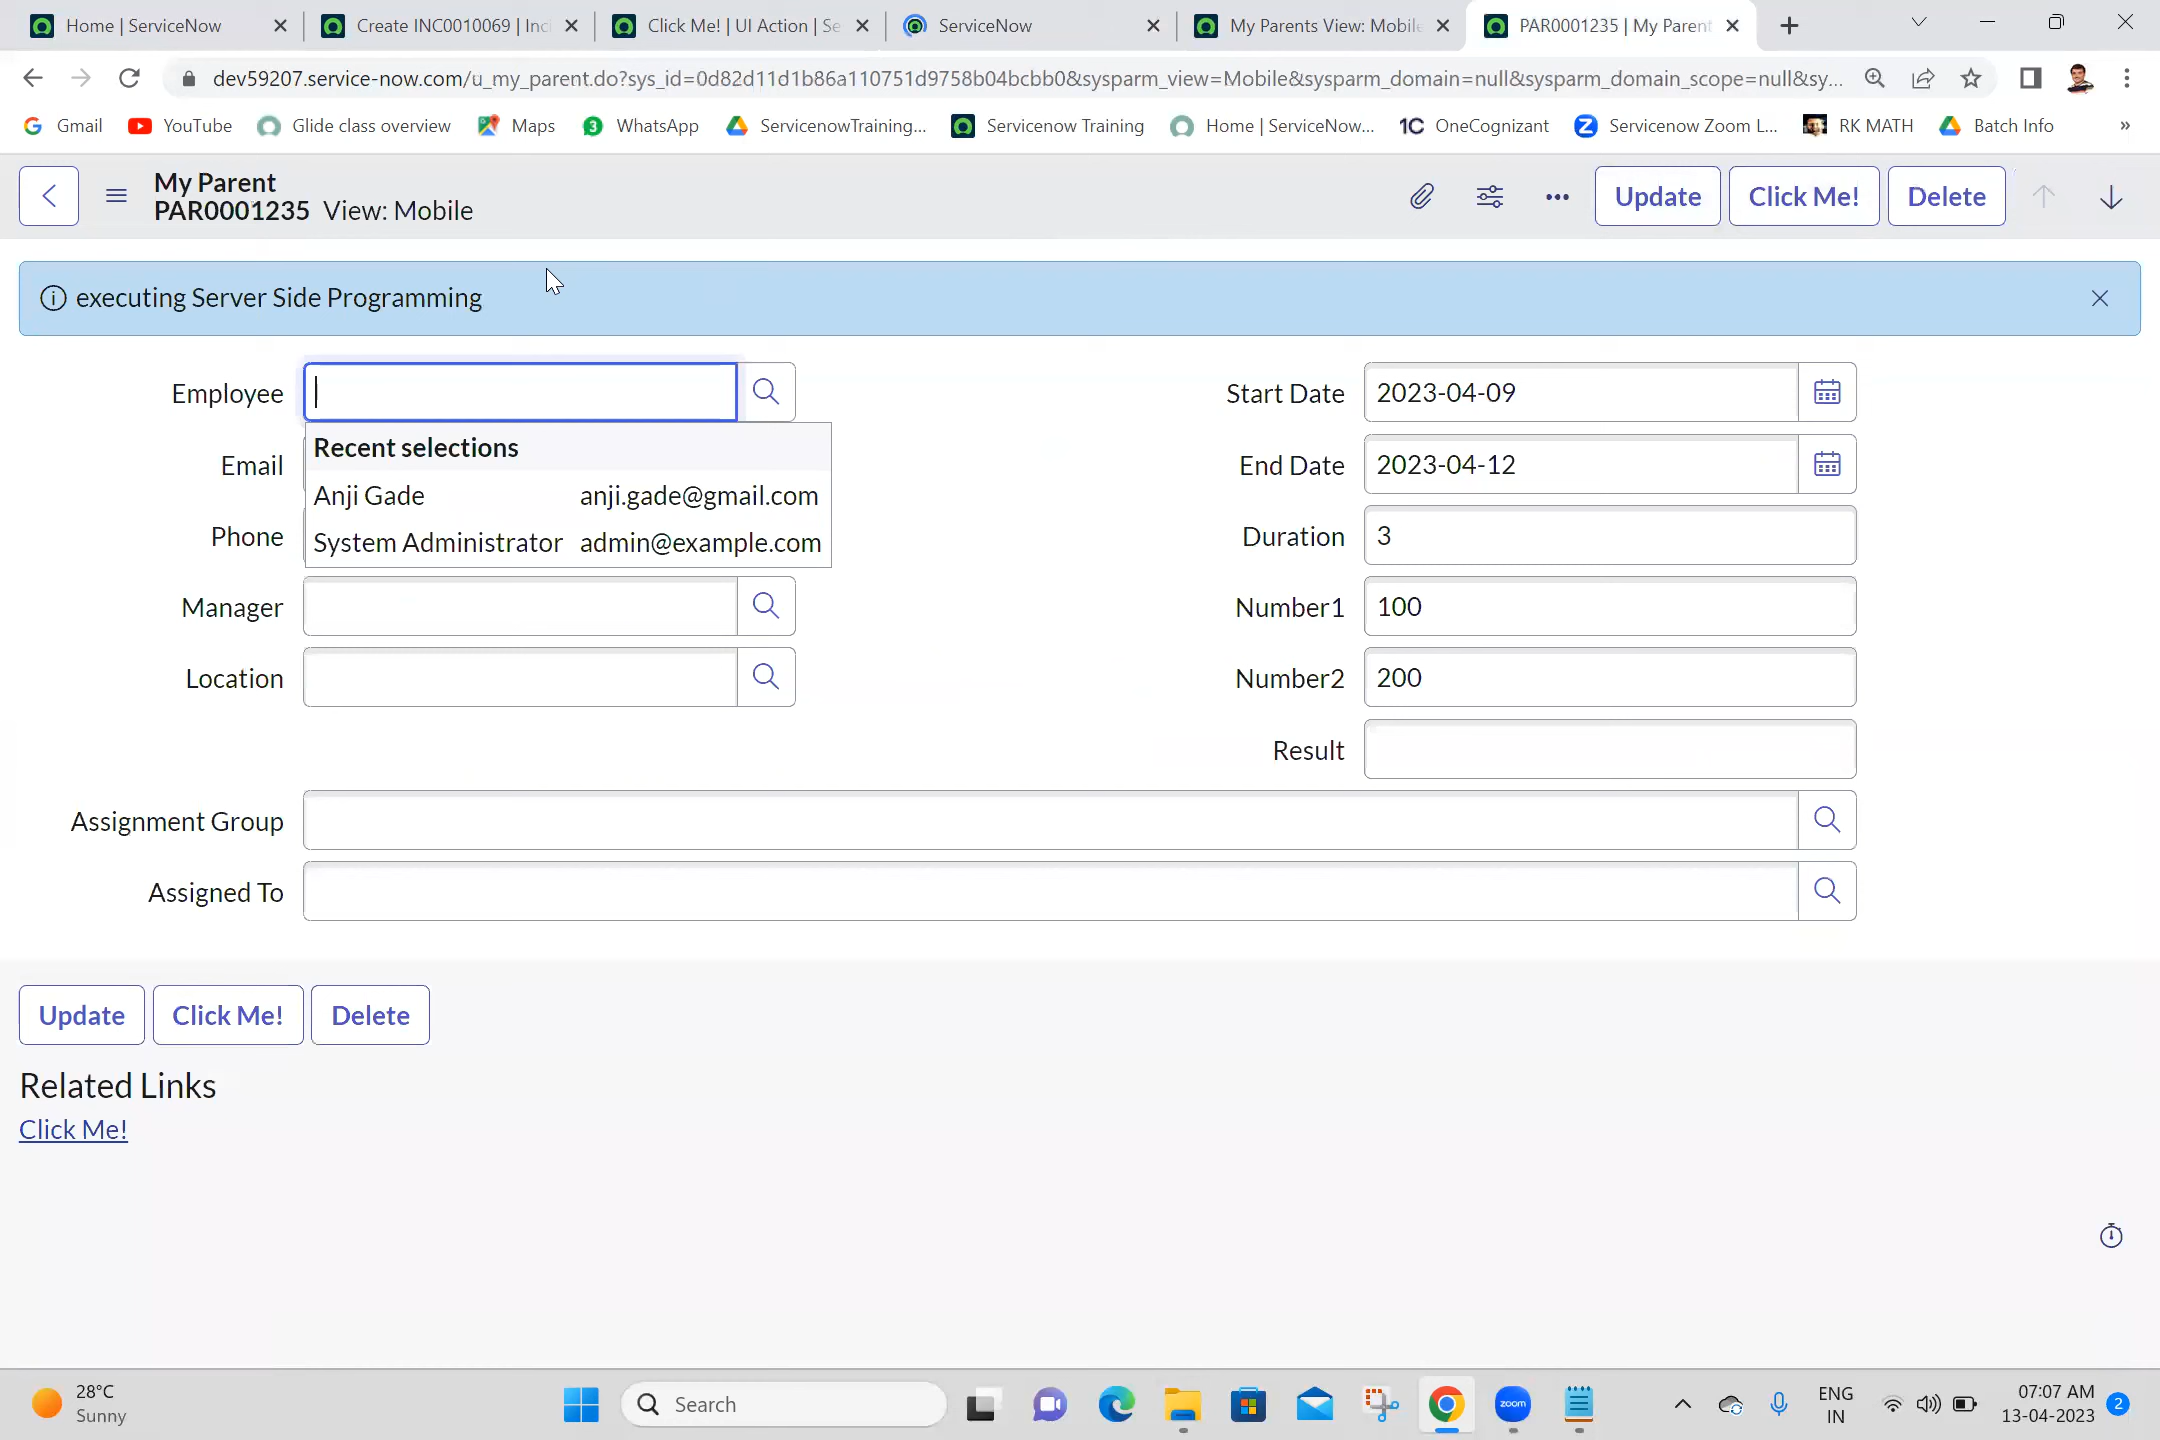 Home | ServiceNow
Create INC0010069 | Inci
Click Me! | UI Action | Se
ServiceNow
My Parents View: Mobile
PAR0001235 | My Parent
dev59207.service-now.com/u_my_parent.do?sys_id=0d82d11d1b86a110751d9758b04bcbb0&sysparm_view=Mobile&sysparm_domain=null&sysparm_domain_scope=null&sy...
Gmail
YouTube
Glide class overview
Maps
3
WhatsApp
ServicenowTraining...
Servicenow Training
Home | ServiceNow...
1C OneCognizant
Servicenow Zoom L...
RK MATH
Batch Info
»
My Parent
PAR0001235 View: Mobile
Update
Click Me!
Delete
executing Server Side Programming
Employee
Recent selections
Anji Gade anji.gade@gmail.com
System Administrator admin@example.com
Email
Phone
Manager
Location
Start Date 2023-04-09
End Date 2023-04-12
Duration 3
Number1 100
Number2 200
Result
Assignment Group
Assigned To
Update
Click Me!
Delete
Related Links
Click Me!
28°C
Sunny
Search
zoom
ENG
IN
07:07 AM
13-04-2023
2